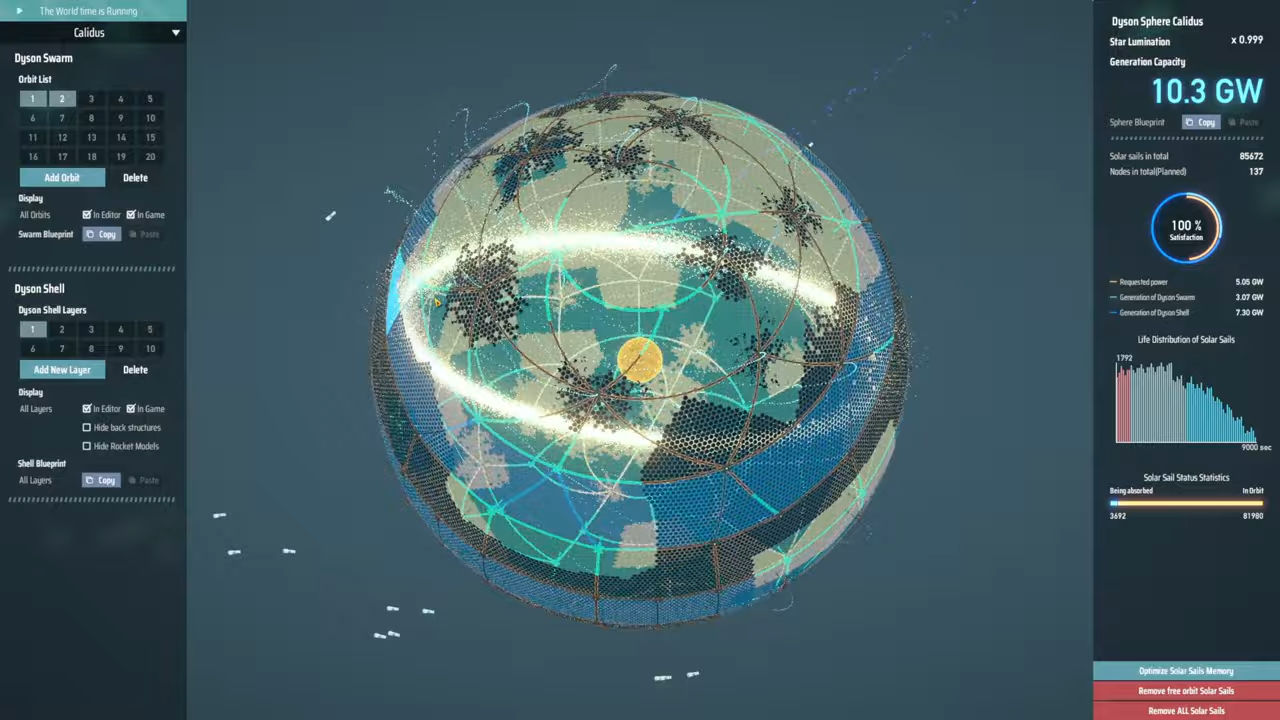 The World time is Running
Calidus
Dyson Swarm
Orbit List
1 2 3 4 5
6 7 8 9 10
11 12 13 14 15
16 17 18 19 20
Add Orbit Delete
Display
All Orbits In Editor In Game
Swarm Blueprint Copy Paste
Dyson Shell
Dyson Shell Layers
1 2 3 4 5
6 7 8 9 10
Add New Layer Delete
Display
All Layers In Editor In Game
Hide back structures
Hide Rocket Models
Shell Blueprint
All Layers Copy Paste
Dyson Sphere Calidus
Star Lumination x 0.999
Generation Capacity
10.3 GW
Sphere Blueprint Copy Paste
Solar sails in total 85672
Nodes in total(Planned) 137
100 %
Satisfaction
Requested power 5.05 GW
Generation of Dyson Swarm 3.07 GW
Generation of Dyson Shell 7.30 GW
Life Distribution of Solar Sails
1792
9000 sec
Solar Sail Status Statistics
Being absorbed In Orbit
3692 81980
Optimize Solar Sails Memory
Remove free orbit Solar Sails
Remove ALL Solar Sails